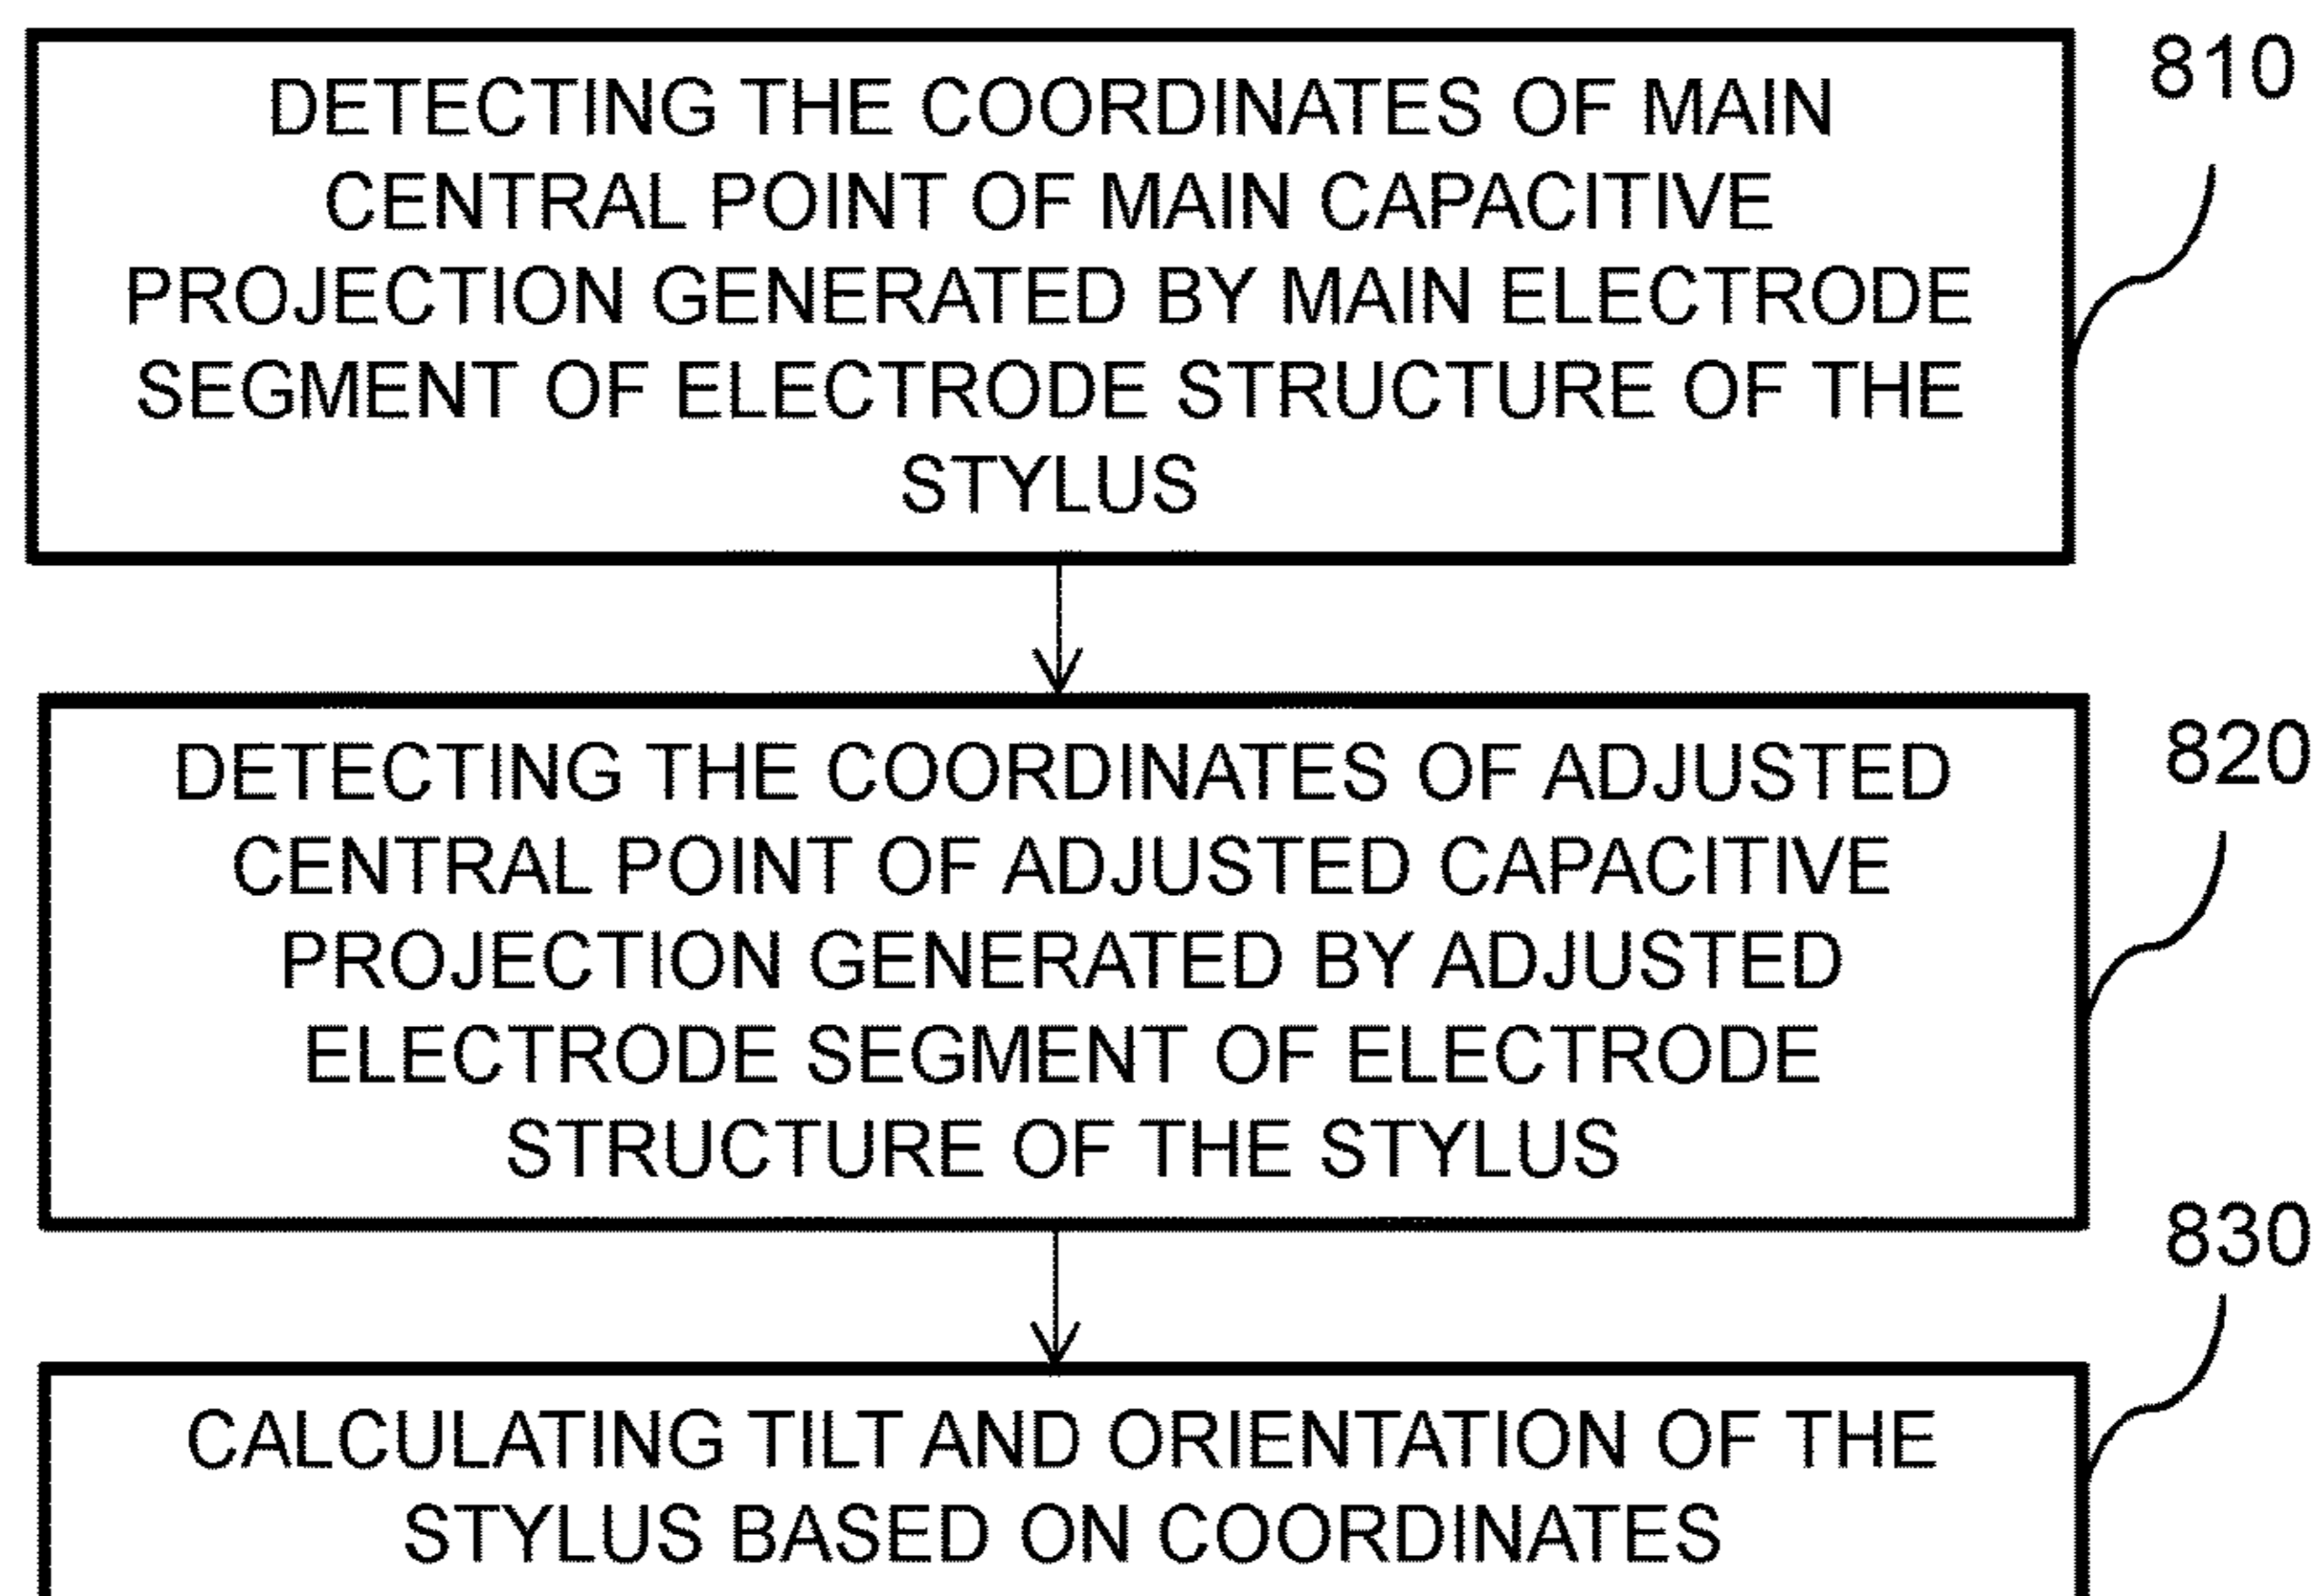 DETECTING THE COORDINATES OF MAIN
CENTRAL POINT OF MAIN CAPACITIVE
PROJECTION GENERATED BY MAIN ELECTRODE
SEGMENT OF ELECTRODE STRUCTURE OF THE
STYLUS
810
DETECTING THE COORDINATES OF ADJUSTED
CENTRAL POINT OF ADJUSTED CAPACITIVE
PROJECTION GENERATED BY ADJUSTED
ELECTRODE SEGMENT OF ELECTRODE
STRUCTURE OF THE STYLUS
820
830
CALCULATING TILT AND ORIENTATION OF THE
STYLUS BASED ON COORDINATES